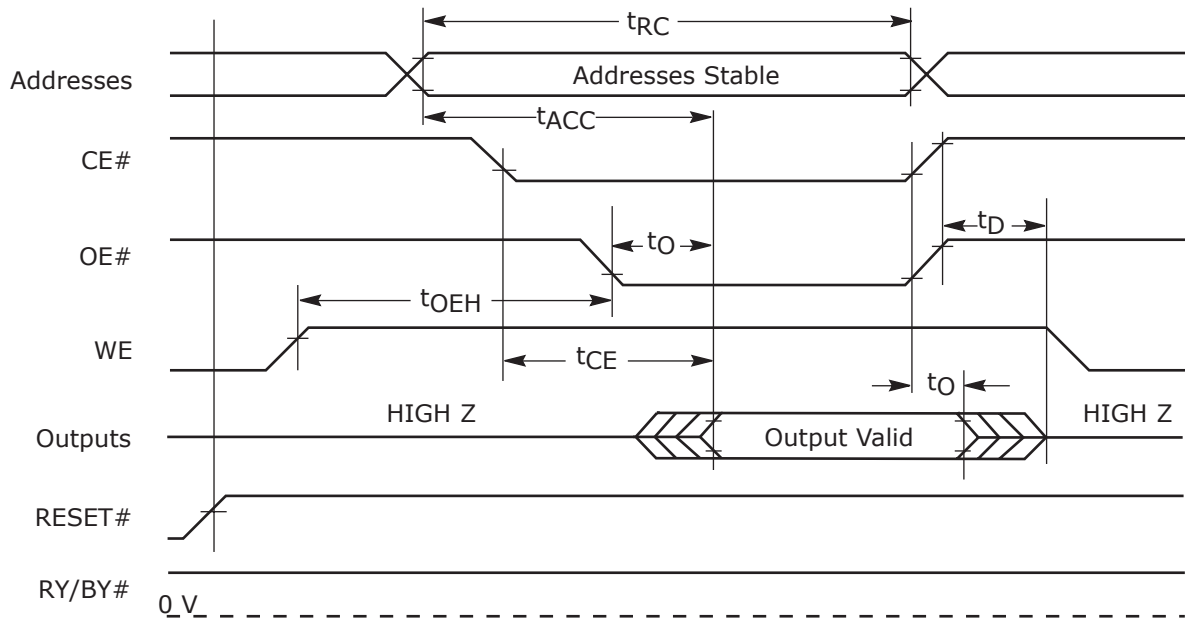 tRC
Addresses
Addresses Stable
tACC
CE#
tD
OE#
tO
tOEH
WE
tCE
tO
HIGH Z
HIGH Z
Outputs
Output Valid
RESET#
RY/BY#
0 V